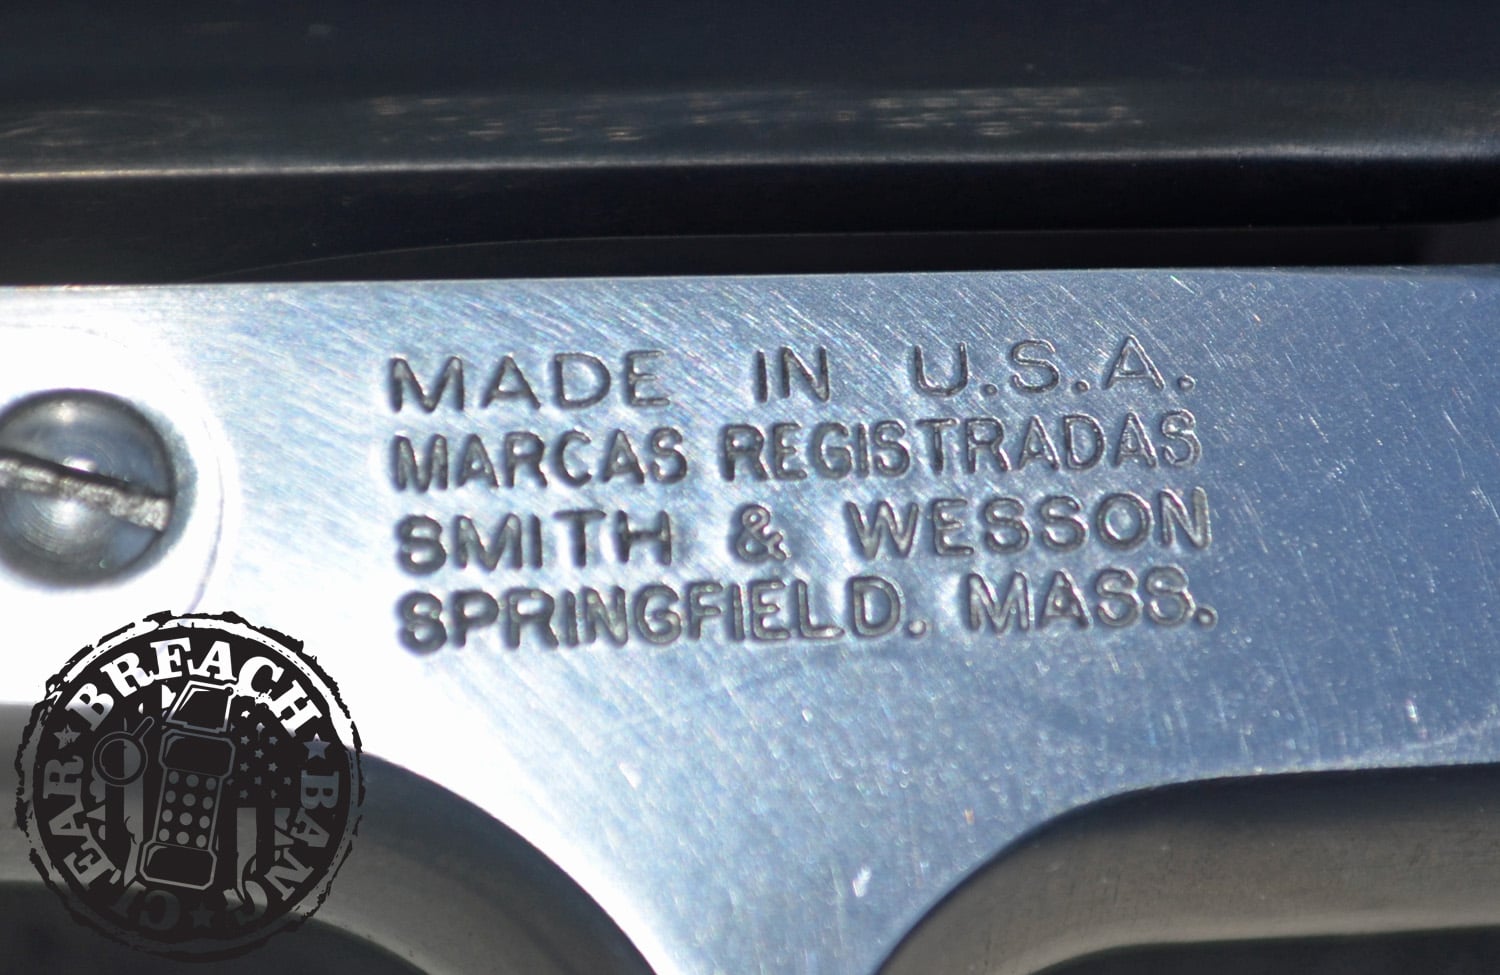 MADE IN U.S.A.
MARCAS REGISTRADAS
SMITH & WESSON
SPRINGFIELD. MASS.
BREACH BANG CLEAR